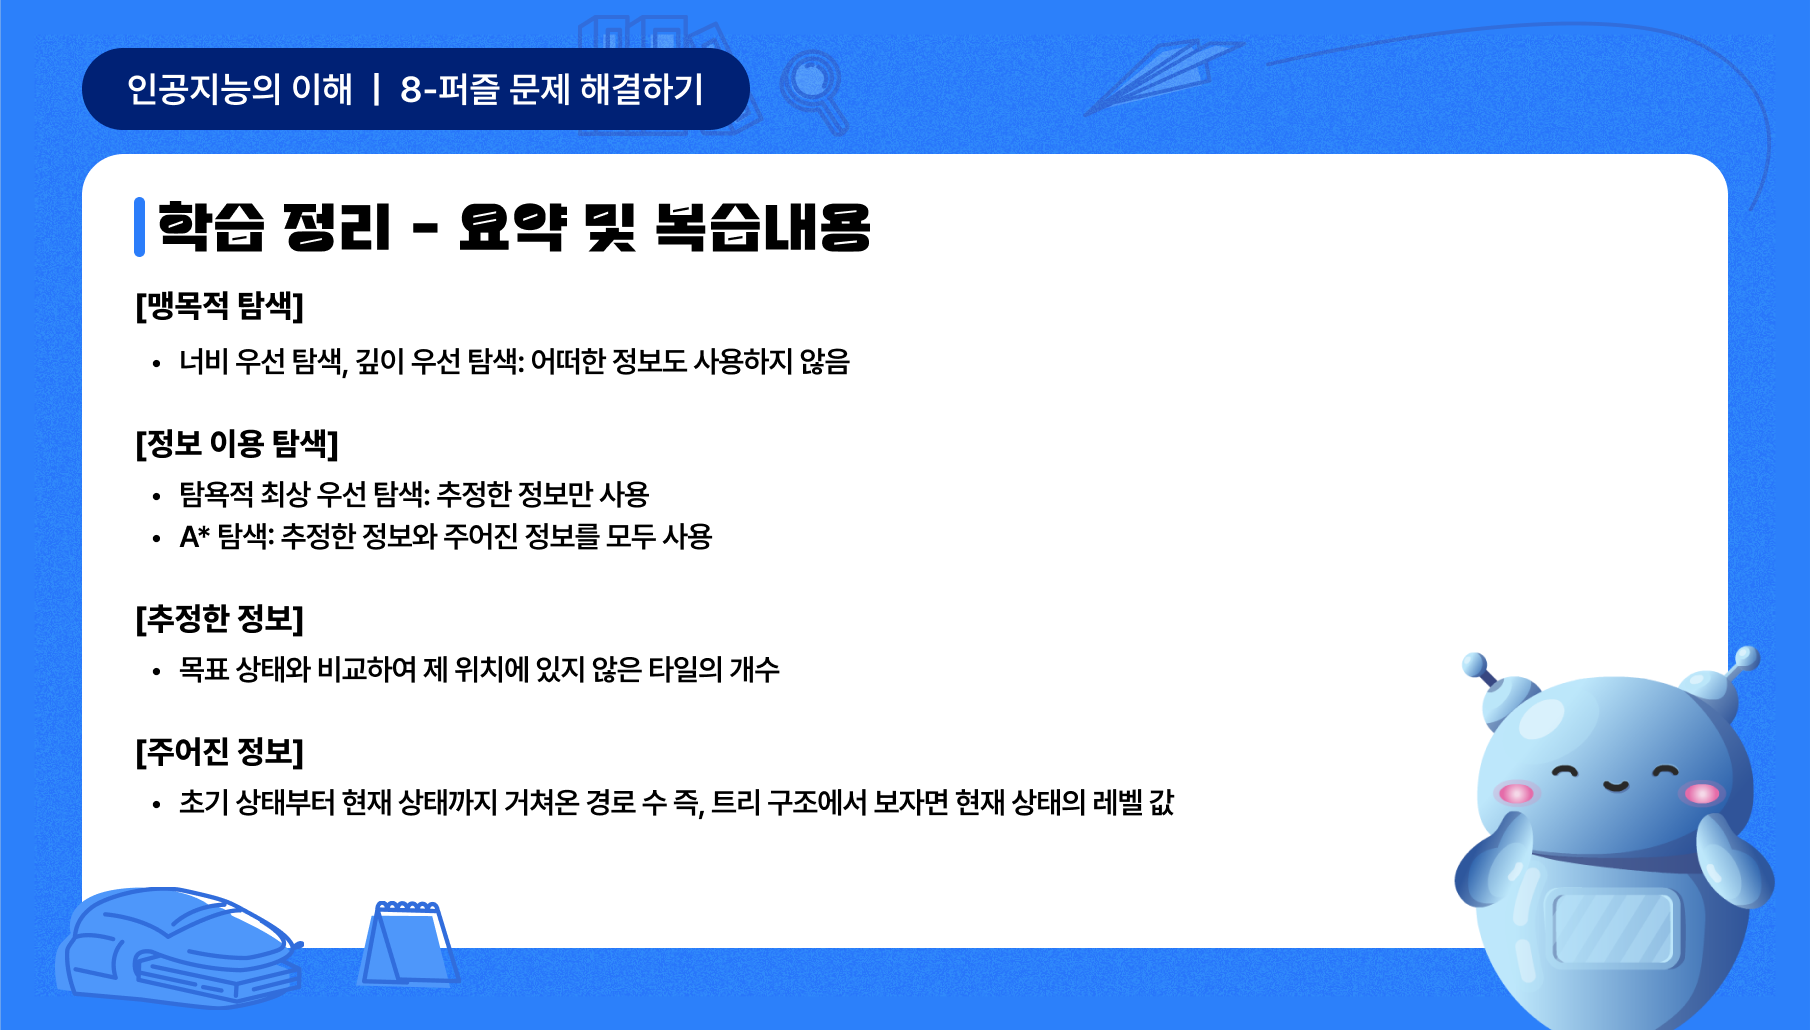 인공지능의 이해 | 8-퍼즐 문제 해결하기
학습 정리 - 요약 및 복습내용
[맹목적 탐색]
• 너비 우선 탐색, 깊이 우선 탐색: 어떠한 정보도 사용하지 않음
[정보 이용 탐색]
• 탐욕적 최상 우선 탐색: 추정한 정보만 사용
• A* 탐색: 추정한 정보와 주어진 정보를 모두 사용
[추정한 정보]
• 목표 상태와 비교하여 제 위치에 있지 않은 타일의 개수
[주어진 정보]
• 초기 상태부터 현재 상태까지 거쳐온 경로 수 즉, 트리 구조에서 보자면 현재 상태의 레벨 값